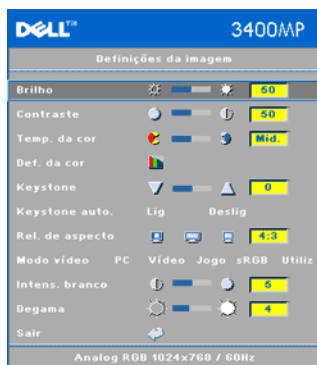 DELL™ 3400MP
Definições da imagem
Brilho 50
Contraste 50
Temp. da cor Mid.
Def. da cor
Keystone 0
Keystone auto. Lig Deslig
Rel. de aspecto 4:3
Modo vídeo PC Vídeo Jogo sRGB Utiliz
Intens. branco 5
Degama 4
Sair
Analog RGB 1024x768 / 60Hz